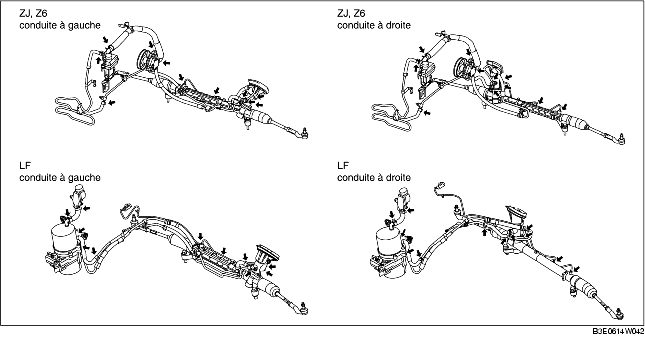 ZJ, Z6
conduite à gauche
ZJ, Z6
conduite à droite
LF
conduite à gauche
LF
conduite à droite
B3E0614W042